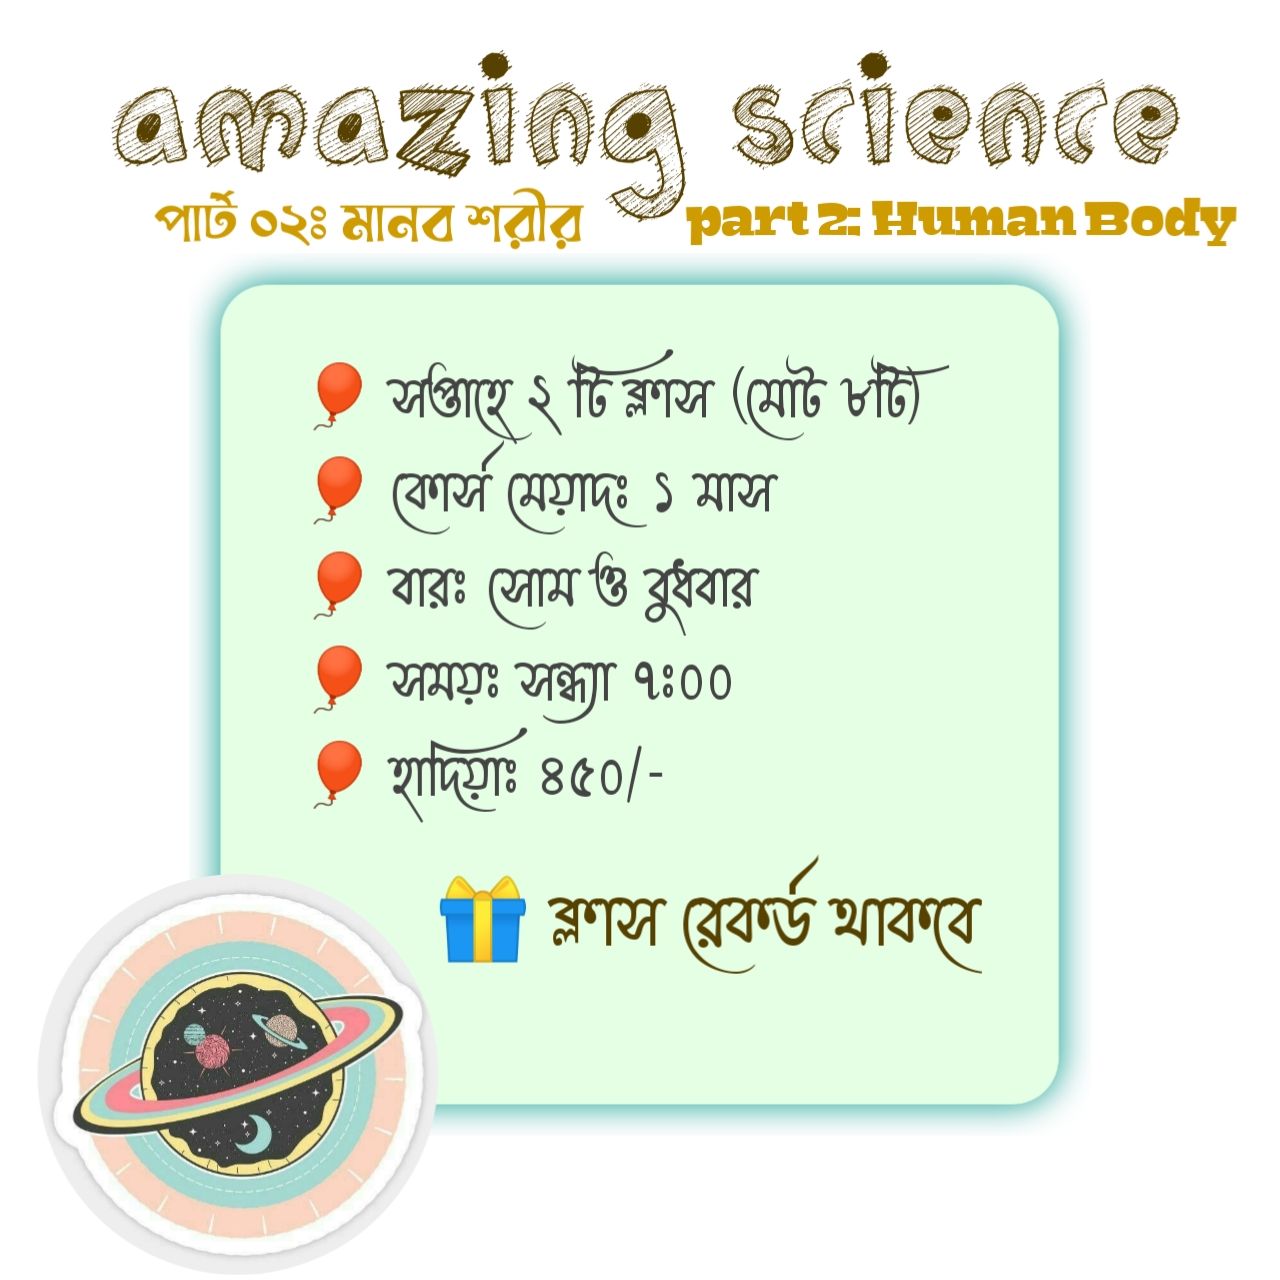 amazing science
পার্ট ০২ঃ মানব শরীর part 2: Human Body
সপ্তাহে ২ টি ক্লাস (মোট ৮টি)
কোর্স মেয়াদঃ ১ মাস
বারঃ সোম ও বুধবার
সময়ঃ সন্ধ্যা ৭ঃ০০
হাদিয়াঃ ৪৫০/-
ক্লাস রেকর্ড থাকবে